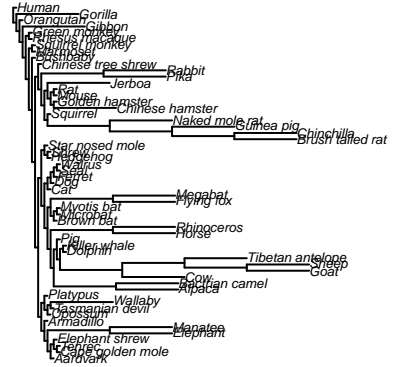 Human
Gorilla
Orangutan
Gibbon
Green monkey
Rhesus macaque
Squirrel monkey
Marmoset
Bushbaby
Chinese tree shrew
Rabbit
Pika
Jerboa
Rat
Mouse
Golden hamster
Chinese hamster
Squirrel
Naked mole rat
Guinea pig
Chinchilla
Brush tailed rat
Star nosed mole
Shrew
Hedgehog
Walrus
Seal
Ferret
Dog
Cat
Megabat
Flying fox
Myotis bat
Microbat
Brown bat
Rhinoceros
Horse
Pig
Killer whale
Dolphin
Tibetan antelope
Sheep
Goat
Cow
Bactrian camel
Alpaca
Platypus
Wallaby
Tasmanian devil
Opossum
Armadillo
Manatee
Elephant
Elephant shrew
Tenrec
Cape golden mole
Aardvark